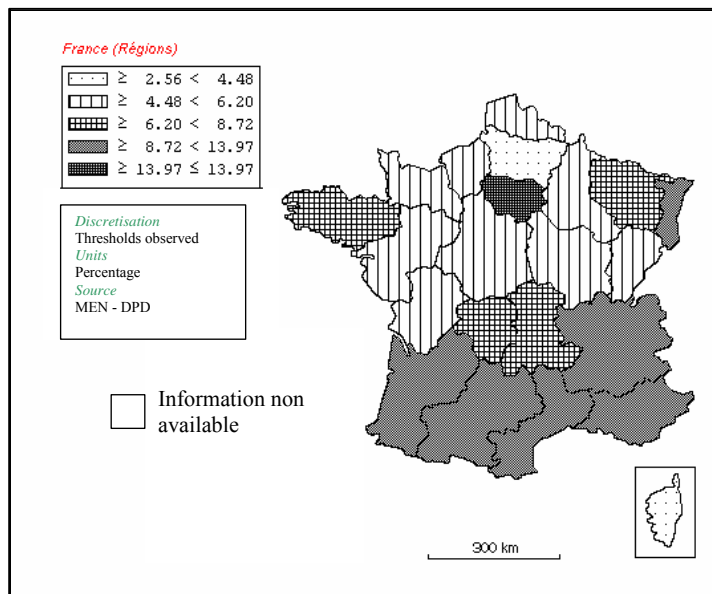 France (Régions)
≥ 2.56 < 4.48
≥ 4.48 < 6.20
≥ 6.20 < 8.72
≥ 8.72 < 13.97
≥ 13.97 ≤ 13.97
Discretisation
Thresholds observed
Units
Percentage
Source
MEN - DPD
Information non
available
300 km